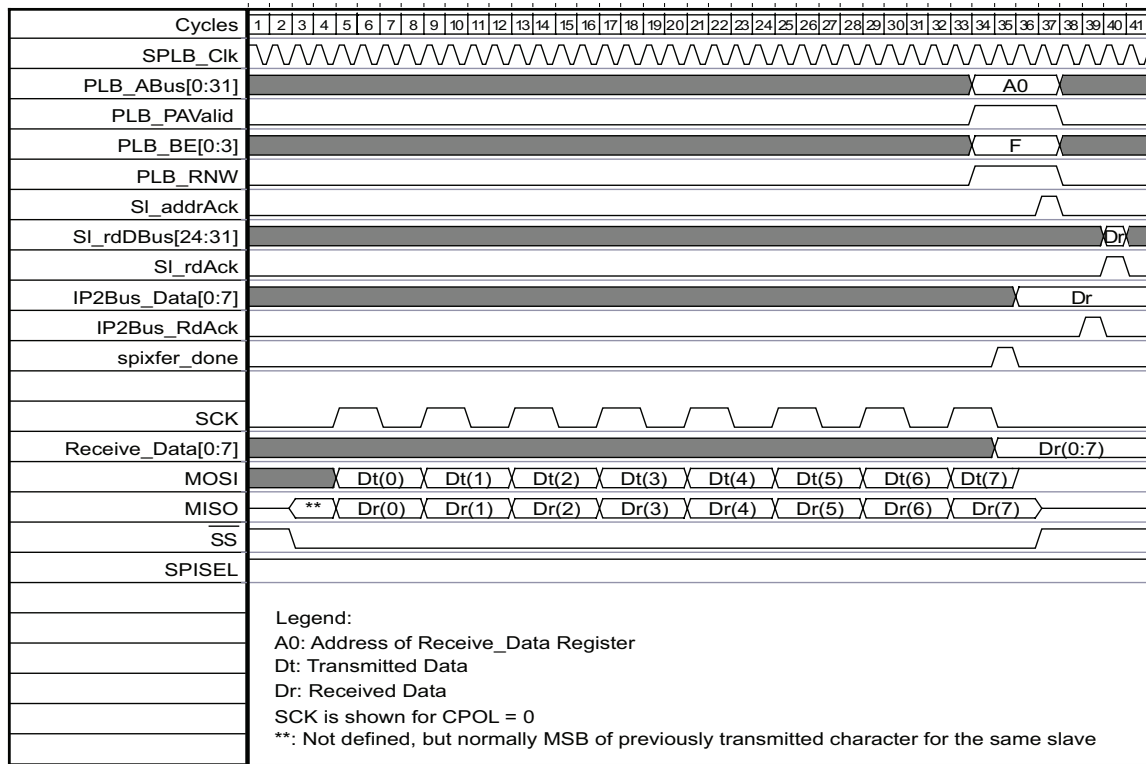 Cycles 1 2 3 4 5 6 7 8 9 10 11 12 13 14 15 16 17 18 19 20 21 22 23 24 25 26 27 28 29 30 31 32 33 34 35 36 37 38 39 40 41
SPLB_Clk
PLB_ABus[0:31] A0
PLB_PAValid
PLB_BE[0:3] F
PLB_RNW
Sl_addrAck
Sl_rdDBus[24:31] Dr
Sl_rdAck
IP2Bus_Data[0:7] Dr
IP2Bus_RdAck
spixfer_done
SCK
Receive_Data[0:7] Dr(0:7)
MOSI Dt(0) Dt(1) Dt(2) Dt(3) Dt(4) Dt(5) Dt(6) Dt(7)
MISO ** Dr(0) Dr(1) Dr(2) Dr(3) Dr(4) Dr(5) Dr(6) Dr(7)
SS
SPISEL
Legend:
A0: Address of Receive_Data Register
Dt: Transmitted Data
Dr: Received Data
SCK is shown for CPOL = 0
**: Not defined, but normally MSB of previously transmitted character for the same slave